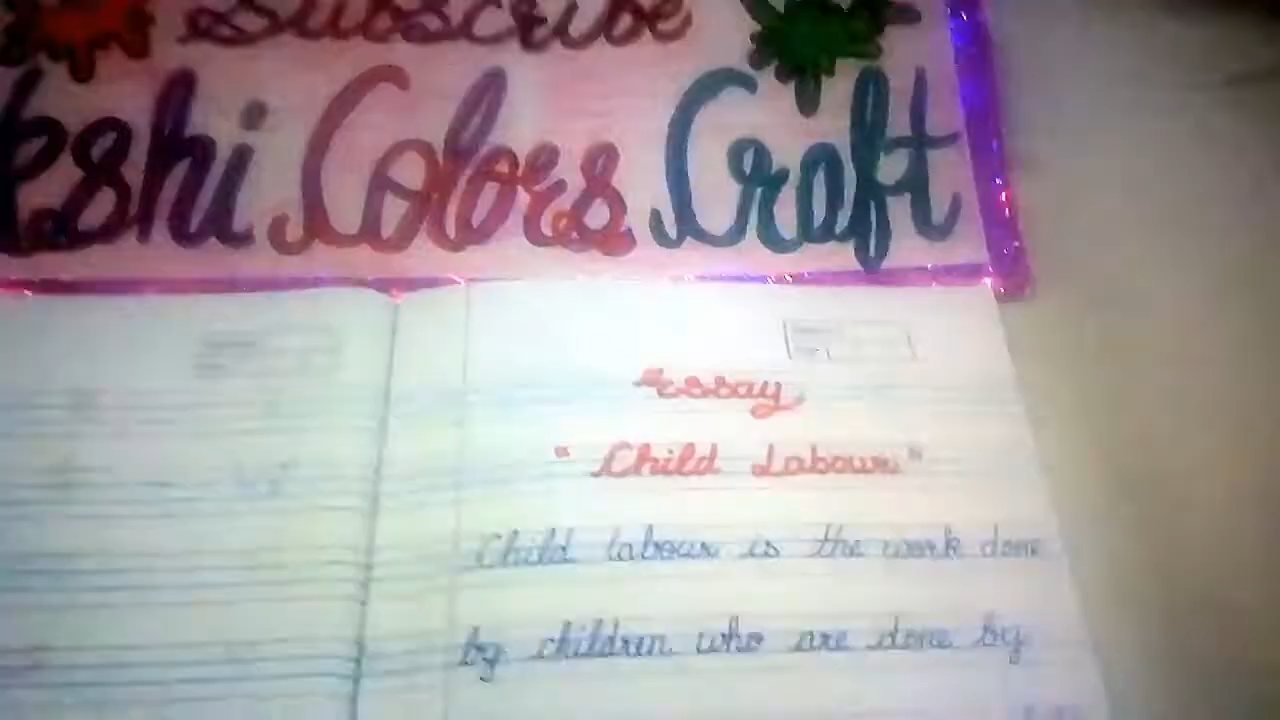 Subscribe
kshi Colors Craft
Essay
" Child Labour"
Child labour is the work done
by children who are done by